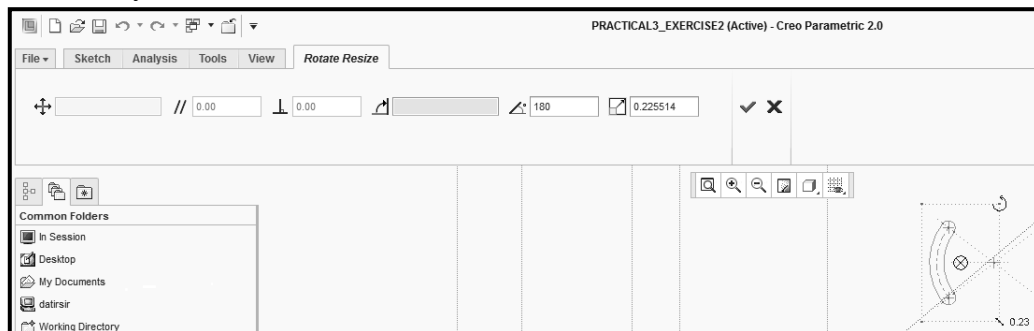 PRACTICAL3_EXERCISE2 (Active) - Creo Parametric 2.0
File Sketch Analysis Tools View Rotate Resize
0.00 0.00 180 0.225514
Common Folders
In Session
Desktop
My Documents
datirsir
Working Directory
0.23